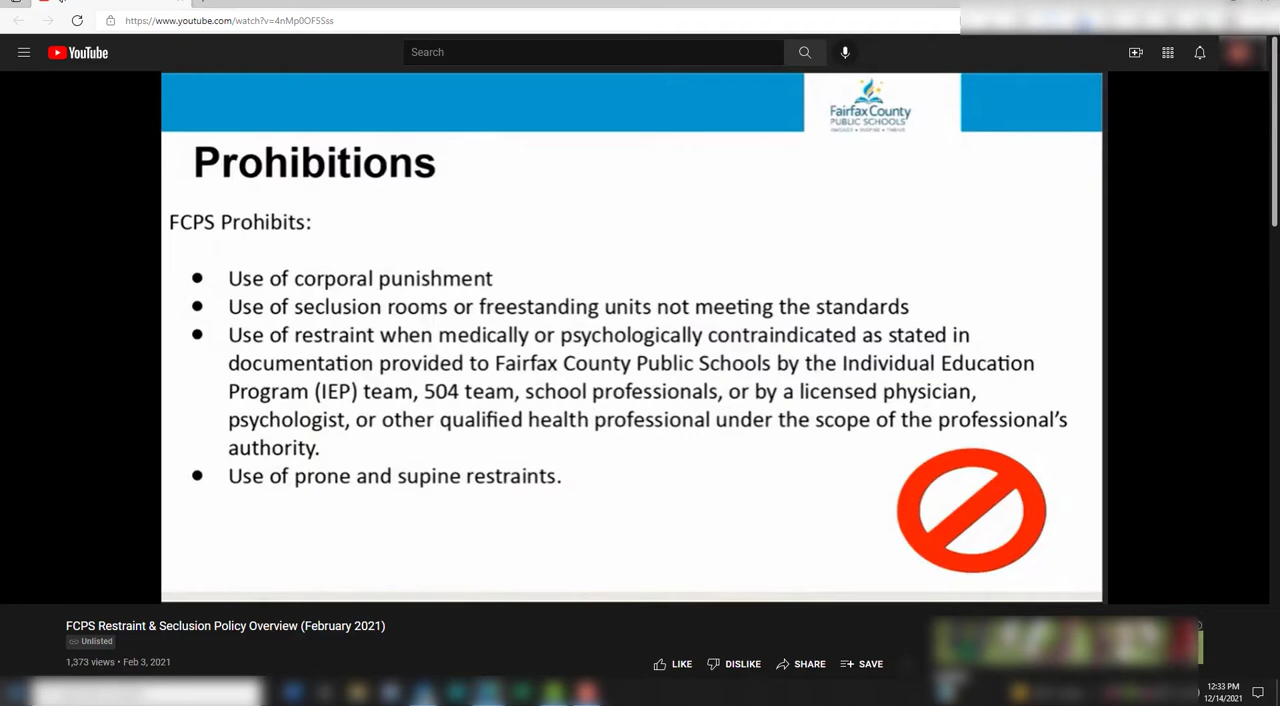 https://www.youtube.com/watch?v=4nMp0OF5Sss
YouTube
Search
Fairfax County
PUBLIC SCHOOLS
Prohibitions
FCPS Prohibits:
● Use of corporal punishment
● Use of seclusion rooms or freestanding units not meeting the standards
● Use of restraint when medically or psychologically contraindicated as stated in
documentation provided to Fairfax County Public Schools by the Individual Education
Program (IEP) team, 504 team, school professionals, or by a licensed physician,
psychologist, or other qualified health professional under the scope of the professional’s
authority.
● Use of prone and supine restraints.
FCPS Restraint & Seclusion Policy Overview (February 2021)
Unlisted
1,373 views • Feb 3, 2021
LIKE DISLIKE SHARE SAVE
12:33 PM
12/14/2021